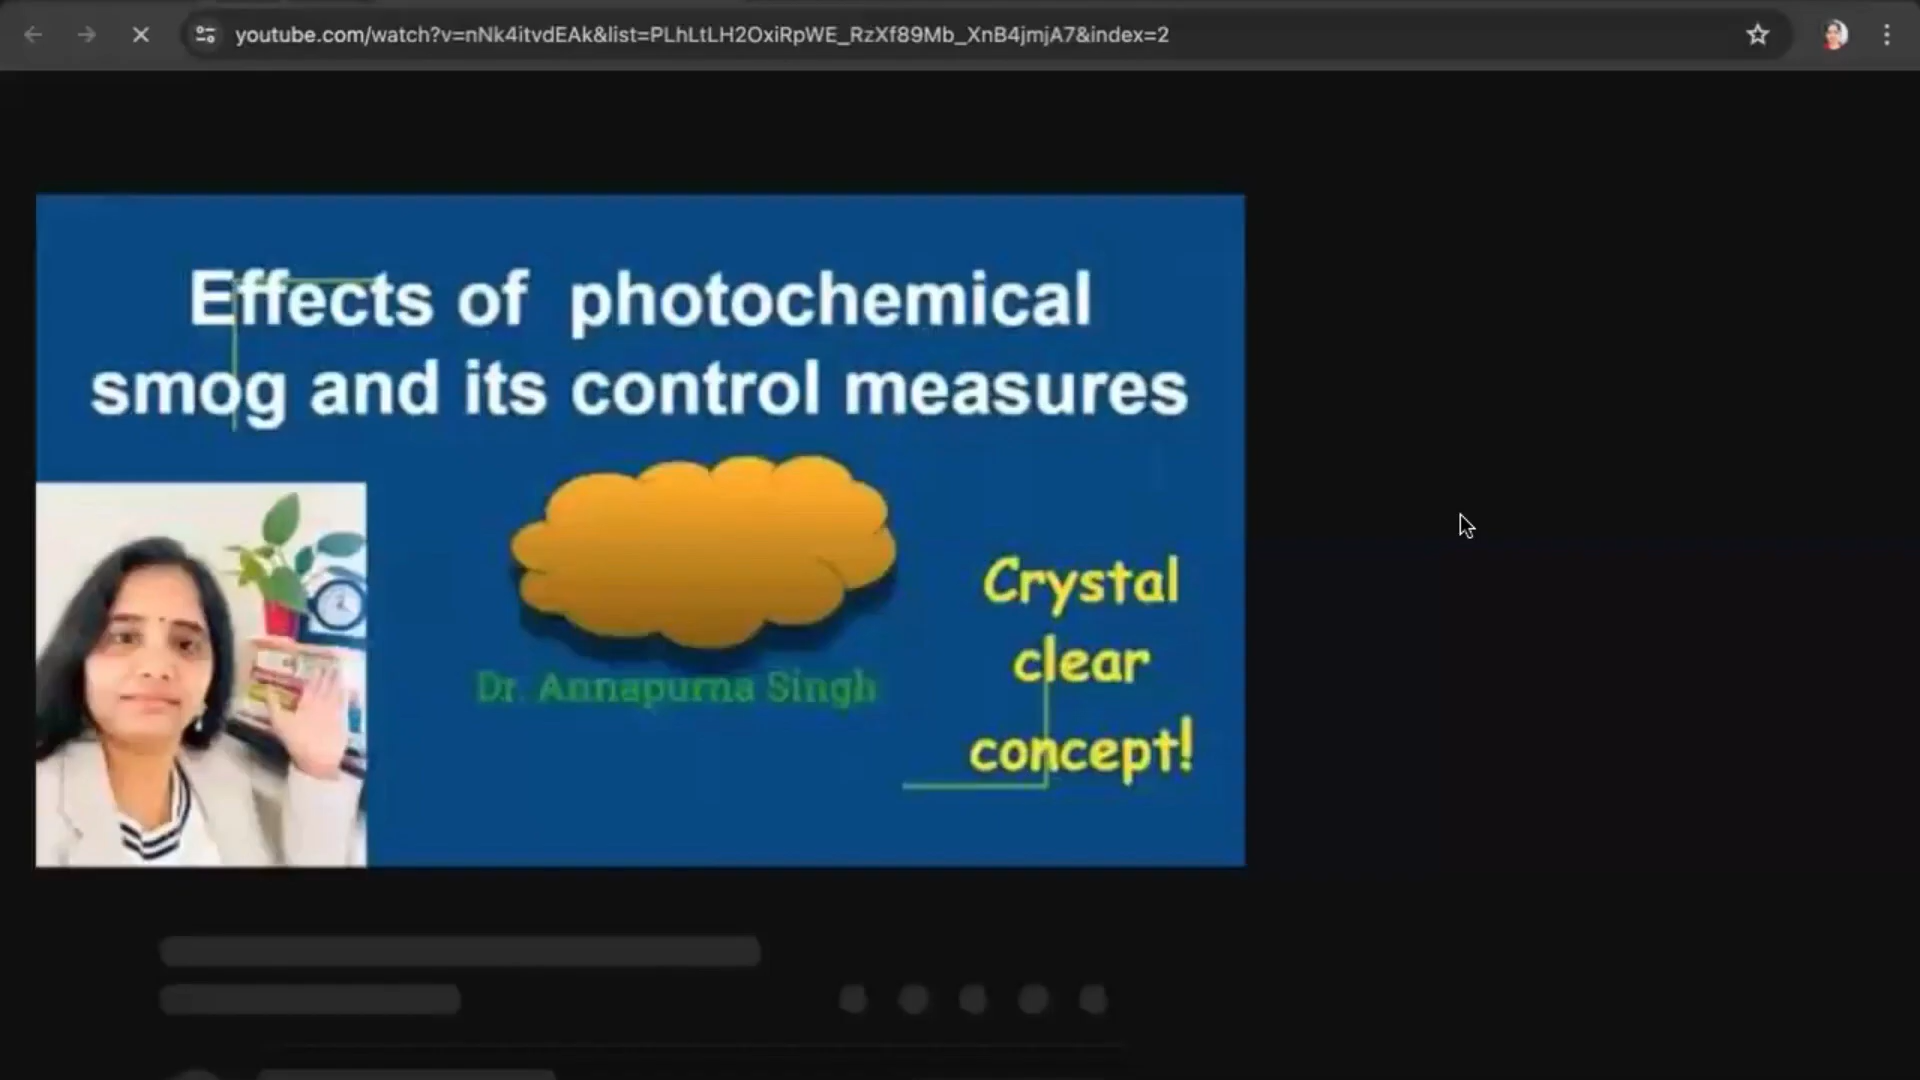 youtube.com/watch?v=nNk4itvdEAk&list=PLhLtLH2OxiRpWE_RzXf89Mb_XnB4jmjA7&index=2
Effects of photochemical
smog and its control measures
Dr. Annapurna Singh
Crystal
clear
concept!